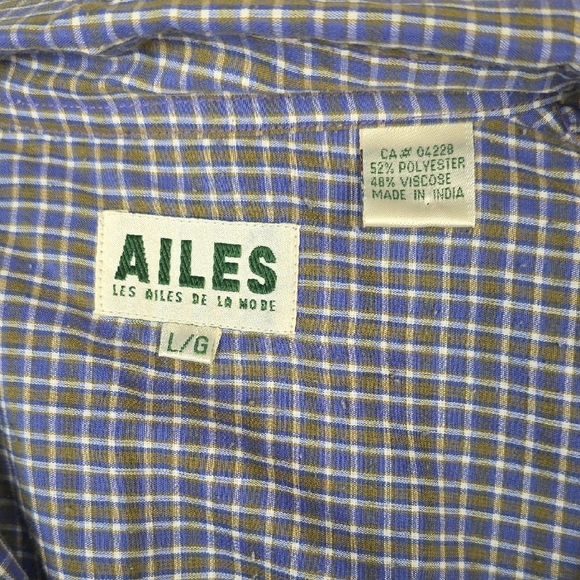 CA# 04228
52% POLYESTER
48% VISCOSE
MADE IN INDIA
AILES
LES AILES DE LA MODE
L/G